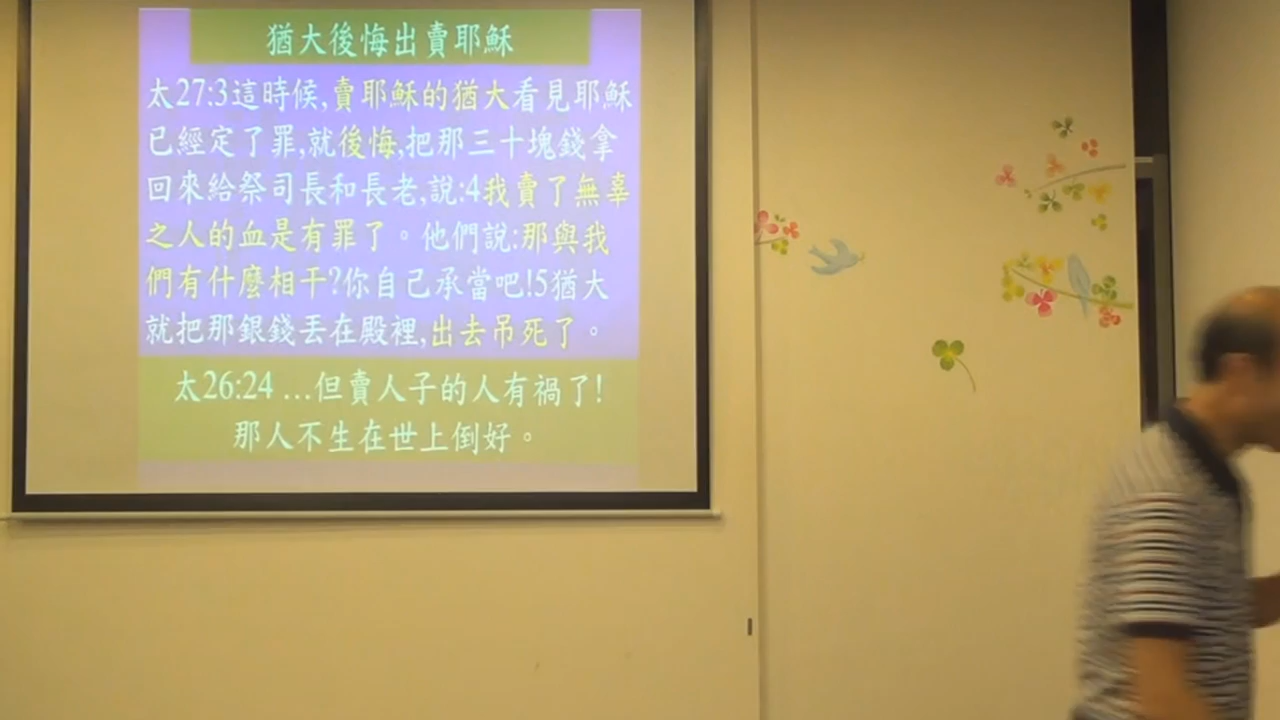 猶大後悔出賣耶穌
太27:3這時候,賣耶穌的猶大看見耶穌
已經定了罪,就後悔,把那三十塊錢拿
回來給祭司長和長老,說:4我賣了無辜
之人的血是有罪了。他們說:那與我
們有什麼相干?你自己承當吧!5猶大
就把那銀錢丟在殿裡,出去吊死了。
太26:24 …但賣人子的人有禍了!
那人不生在世上倒好。